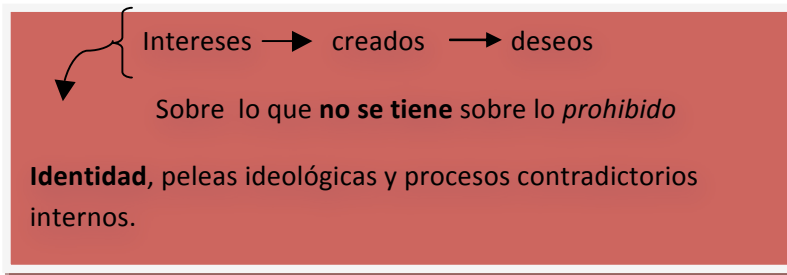 Intereses → creados → deseos
Sobre lo que no se tiene sobre lo prohibido
Identidad, peleas ideológicas y procesos contradictorios
internos.